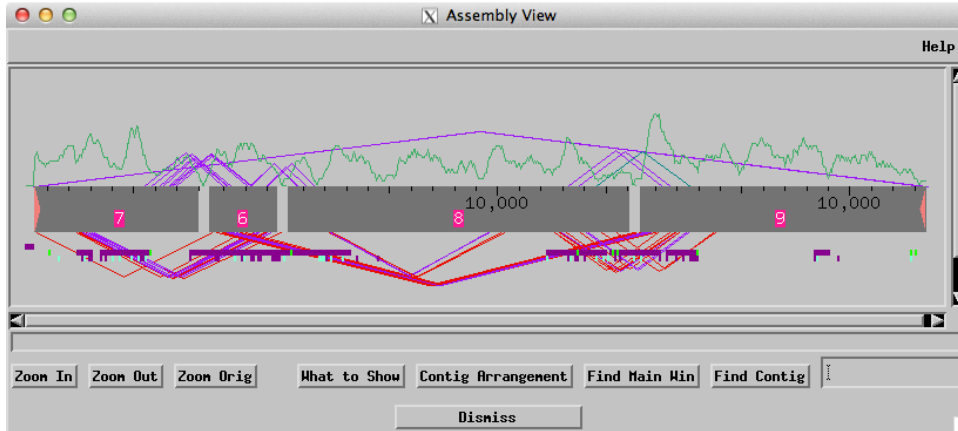 Assembly View
Help
10,000 10,000
7 6 8 9
Zoom In Zoom Out Zoom Orig What to Show Contig Arrangement Find Main Win Find Contig
Dismiss